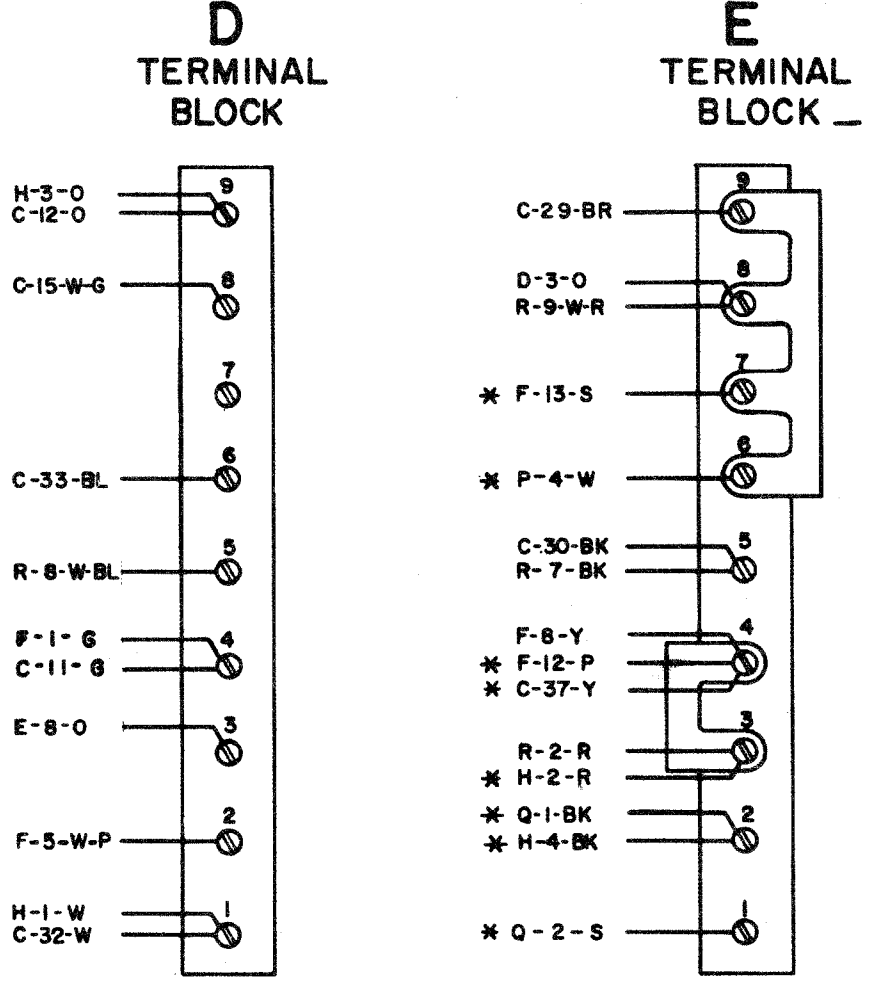 D
TERMINAL
BLOCK
9
H-3-O
C-12-O
8
C-15-W-G
7
6
C-33-BL
5
R-8-W-BL
F-1-G
4
C-11-G
E-8-O
3
2
F-5-W-P
H-1-W
1
C-32-W
E
TERMINAL
BLOCK _
9
C-29-BR
8
D-3-O
R-9-W-R
7
* F-13-S
6
* P-4-W
C-30-BK
5
R-7-BK
F-8-Y
4
* F-12-P
* C-37-Y
3
R-2-R
* H-2-R
* Q-1-BK
2
* H-4-BK
1
* Q-2-S